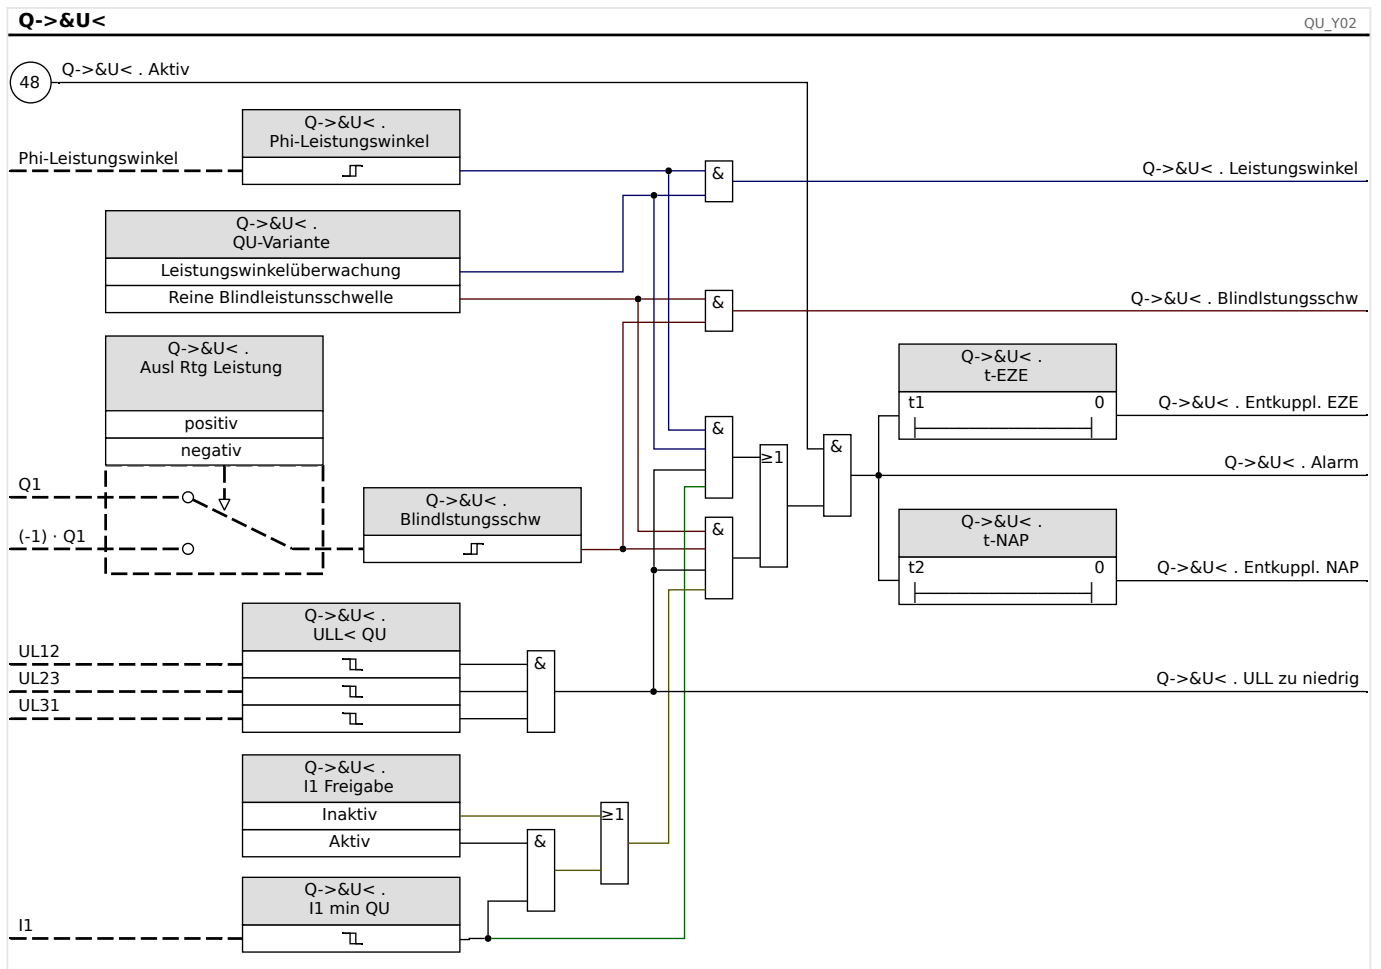 Q->&U<
QU_Y02
48
Q->&U< . Aktiv
Q->&U< .
Phi-Leistungswinkel
Phi-Leistungswinkel
&
Q->&U< . Leistungswinkel
Q->&U< .
QU-Variante
Leistungswinkelüberwachung
Reine Blindleistunsschwelle
&
Q->&U< . Blindlstungsschw
Q->&U< .
Ausl Rtg Leistung
positiv
negativ
Q->&U< .
t-EZE
t1 0
Q->&U< . Entkuppl. EZE
&
≥1
&
Q->&U< . Alarm
Q1
(-1) · Q1
Q->&U< .
Blindlstungsschw
&
Q->&U< .
t-NAP
t2 0
Q->&U< . Entkuppl. NAP
Q->&U< .
ULL< QU
UL12
UL23
UL31
&
Q->&U< . ULL zu niedrig
Q->&U< .
I1 Freigabe
Inaktiv
Aktiv
≥1
&
Q->&U< .
I1 min QU
I1